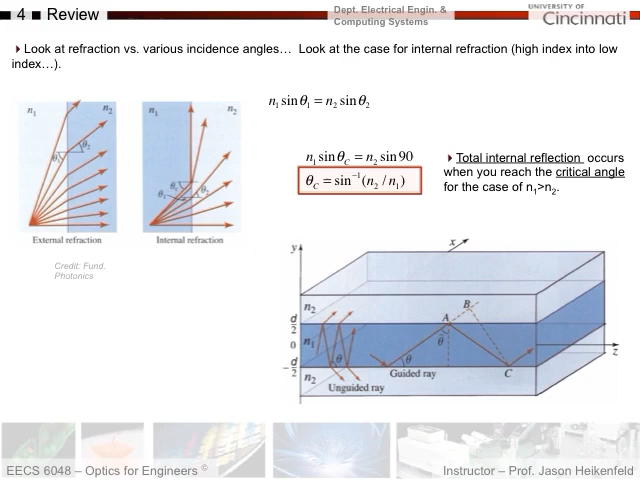 4 ■ Review
Dept. Electrical Engin. &
Computing Systems
UNIVERSITY OF
Cincinnati
Look at refraction vs. various incidence angles… Look at the case for internal refraction (high index into low
index…).
n₁ sin θ₁ = n₂ sin θ₂
n₁ n₂
θ₁ θ₂
External refraction
n₁ n₂
θc θ₁ θ₂
Internal refraction
n₁ sin θ_C = n₂ sin 90
θ_C = sin⁻¹(n₂ / n₁)
Total internal reflection occurs
when you reach the critical angle
for the case of n₁>n₂.
Credit: Fund.
Photonics
y
x
n₂
B
d/2
A
0 n₁
θ
z
-d/2
θ θ
C
n₂
Guided ray
Unguided ray
EECS 6048 – Optics for Engineers ©
Instructor – Prof. Jason Heikenfeld